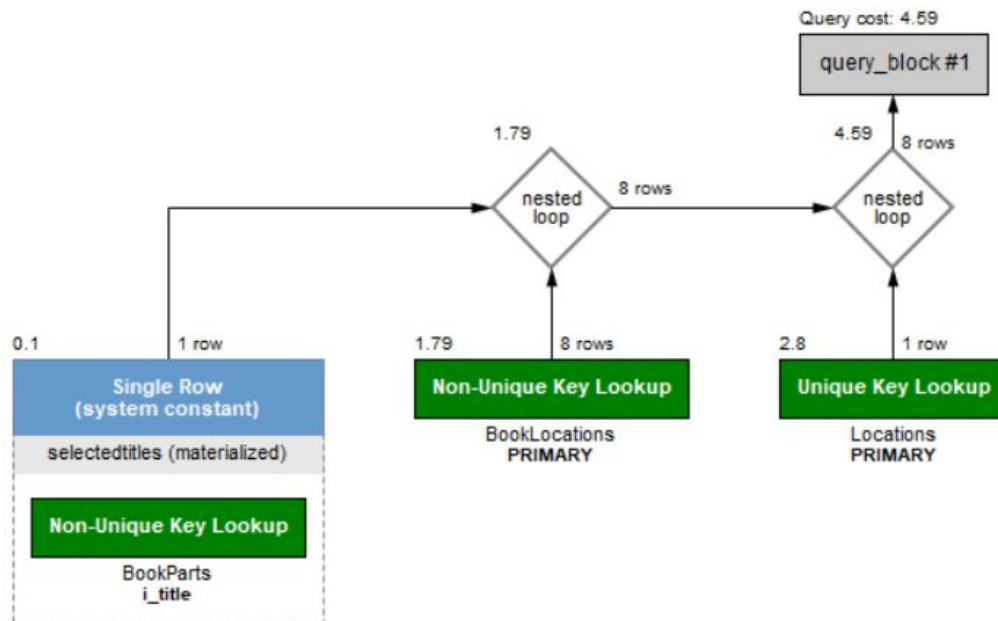 Query cost: 4.59
query_block #1
1.79
4.59
8 rows
nested
loop
8 rows
nested
loop
0.1
1 row
1.79
8 rows
2.8
1 row
Single Row
(system constant)
Non-Unique Key Lookup
Unique Key Lookup
selectedtitles (materialized)
BookLocations
PRIMARY
Locations
PRIMARY
Non-Unique Key Lookup
BookParts
i_title